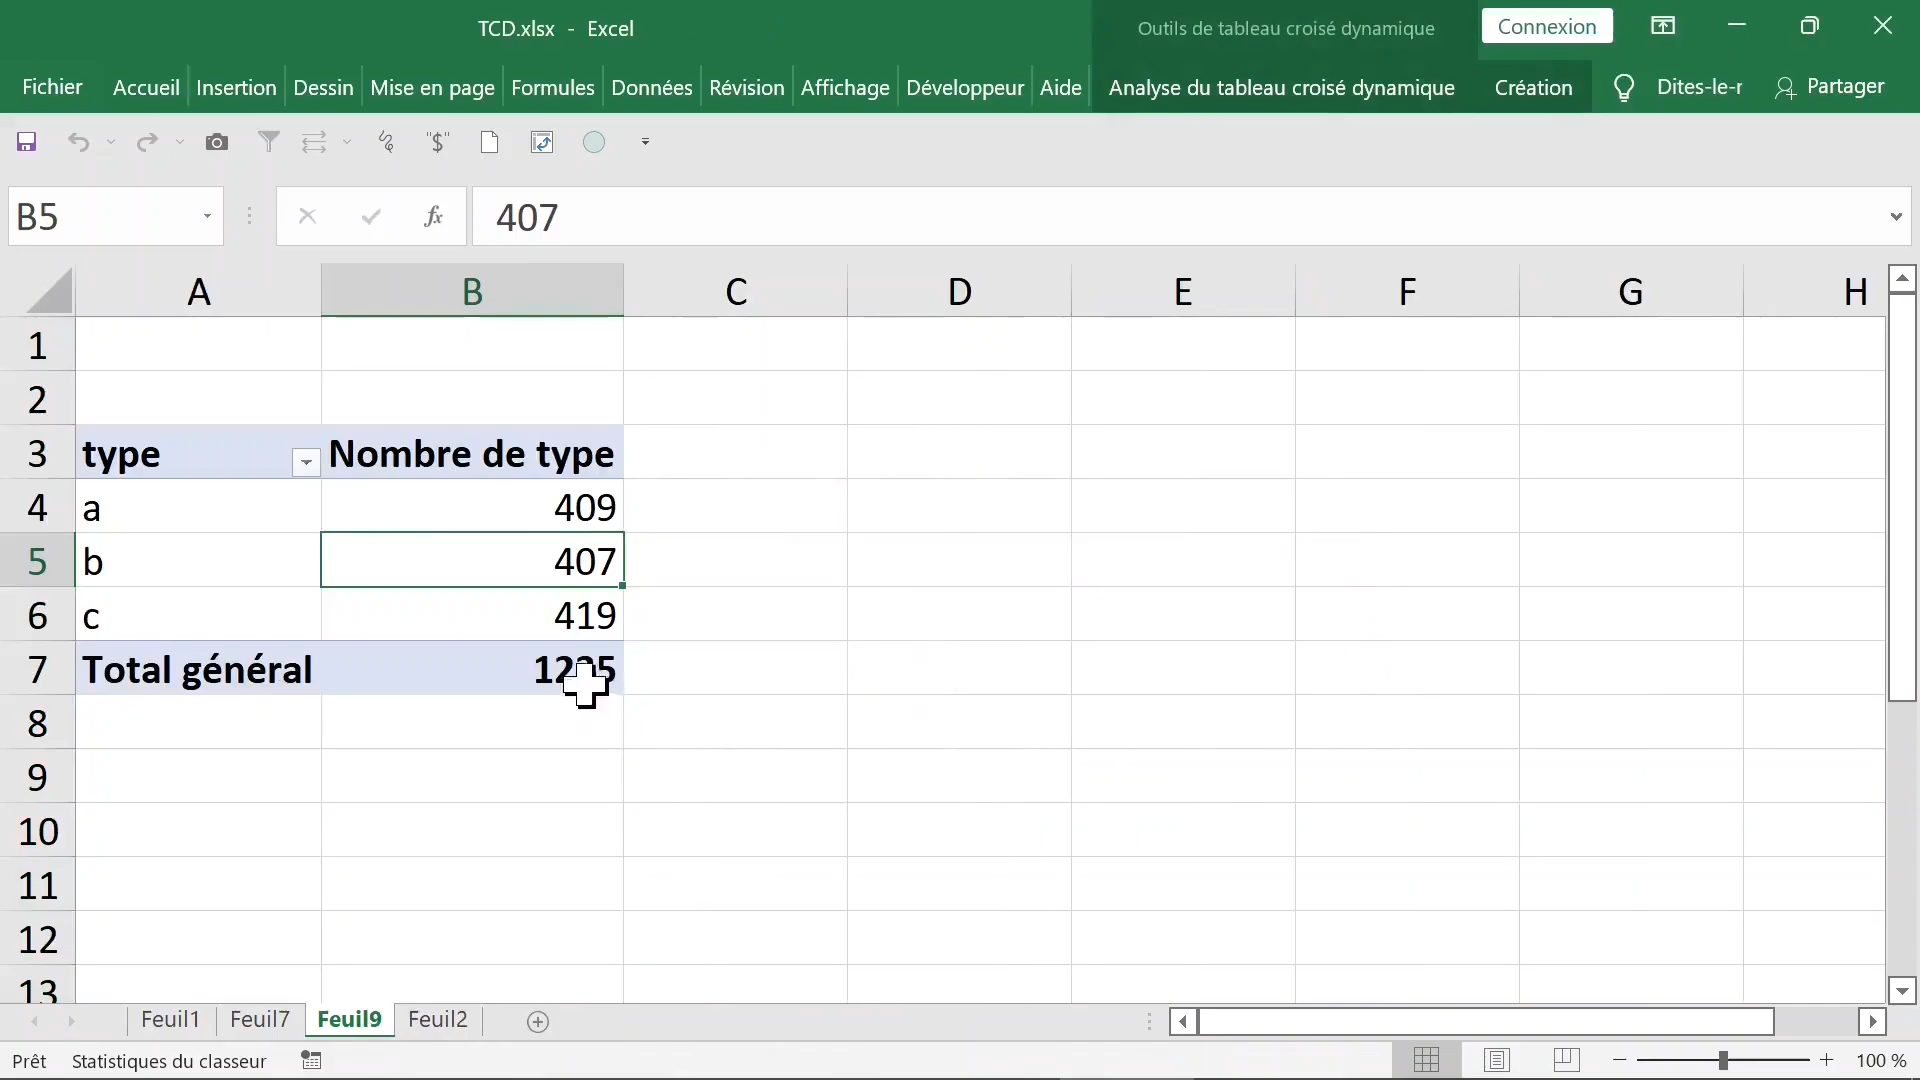 TCD.xlsx - Excel
Outils de tableau croisé dynamique
Connexion
Fichier Accueil Insertion Dessin Mise en page Formules Données Révision Affichage Développeur Aide Analyse du tableau croisé dynamique Création Dites-le-r Partager
"$"
B5 fx 407
A B C D E F G H
1
2
3 type Nombre de type
4 a 409
5 b 407
6 c 419
7 Total général
8
9
10
11
12
13
Feuil1 Feuil7 Feuil9 Feuil2
Prêt Statistiques du classeur 100 %